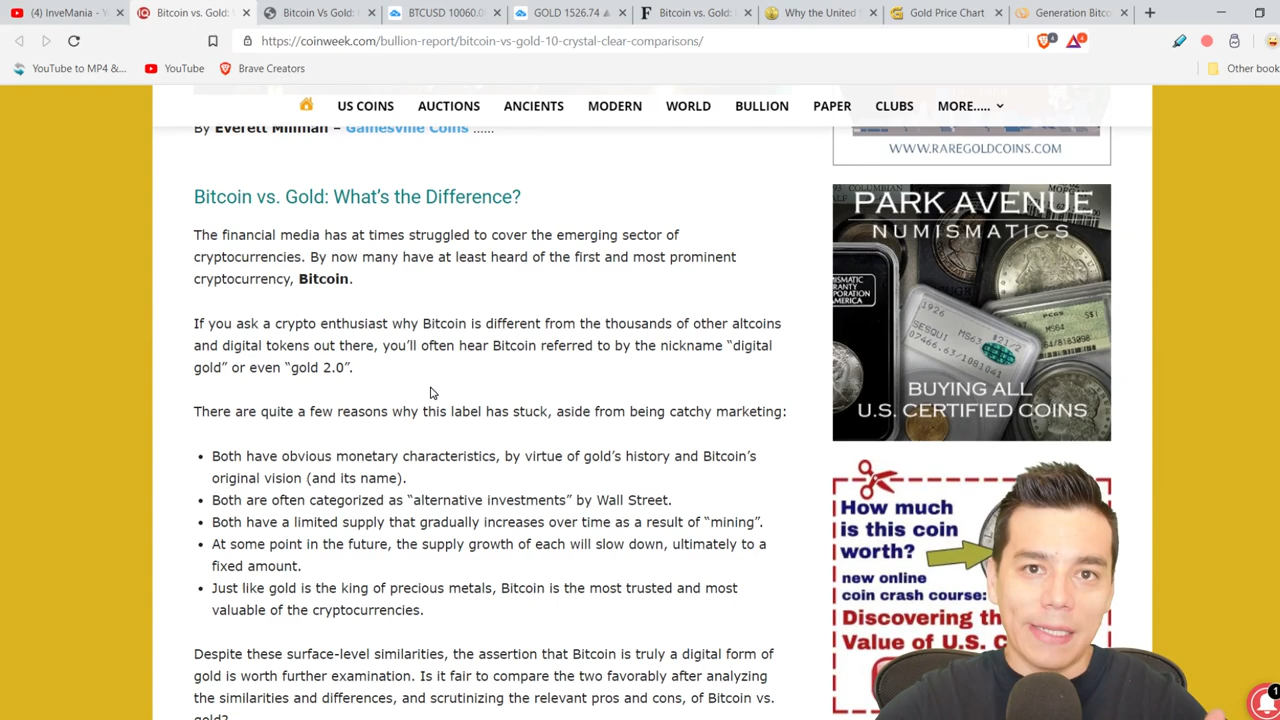 (4) InveMania - Y
Bitcoin vs. Gold:
Bitcoin Vs Gold:
BTCUSD 10060.0
GOLD 1526.74
Bitcoin vs. Gold:
Why the United S
Gold Price Chart
Generation Bitco
https://coinweek.com/bullion-report/bitcoin-vs-gold-10-crystal-clear-comparisons/
4
4
YouTube to MP4 &...
YouTube
Brave Creators
Other book
US COINS AUCTIONS ANCIENTS MODERN WORLD BULLION PAPER CLUBS MORE.....
By Everett Millman – Gainesville Coins ......
Bitcoin vs. Gold: What's the Difference?
The financial media has at times struggled to cover the emerging sector of
cryptocurrencies. By now many have at least heard of the first and most prominent
cryptocurrency, Bitcoin.
If you ask a crypto enthusiast why Bitcoin is different from the thousands of other altcoins
and digital tokens out there, you'll often hear Bitcoin referred to by the nickname “digital
gold” or even “gold 2.0”.
There are quite a few reasons why this label has stuck, aside from being catchy marketing:
• Both have obvious monetary characteristics, by virtue of gold's history and Bitcoin's
original vision (and its name).
• Both are often categorized as “alternative investments” by Wall Street.
• Both have a limited supply that gradually increases over time as a result of “mining”.
• At some point in the future, the supply growth of each will slow down, ultimately to a
fixed amount.
• Just like gold is the king of precious metals, Bitcoin is the most trusted and most
valuable of the cryptocurrencies.
Despite these surface-level similarities, the assertion that Bitcoin is truly a digital form of
gold is worth further examination. Is it fair to compare the two favorably after analyzing
the similarities and differences, and scrutinizing the relevant pros and cons, of Bitcoin vs.
gold?
WWW.RAREGOLDCOINS.COM
PARK AVENUE
NUMISMATICS
1926
SESQUI MS63 $2 1/2
07466.63/1081041
PCGS
MS64
BUYING ALL
U.S. CERTIFIED COINS
How much
is this coin
worth?
new online
coin crash course:
Discovering th
Value of U.S. C
1